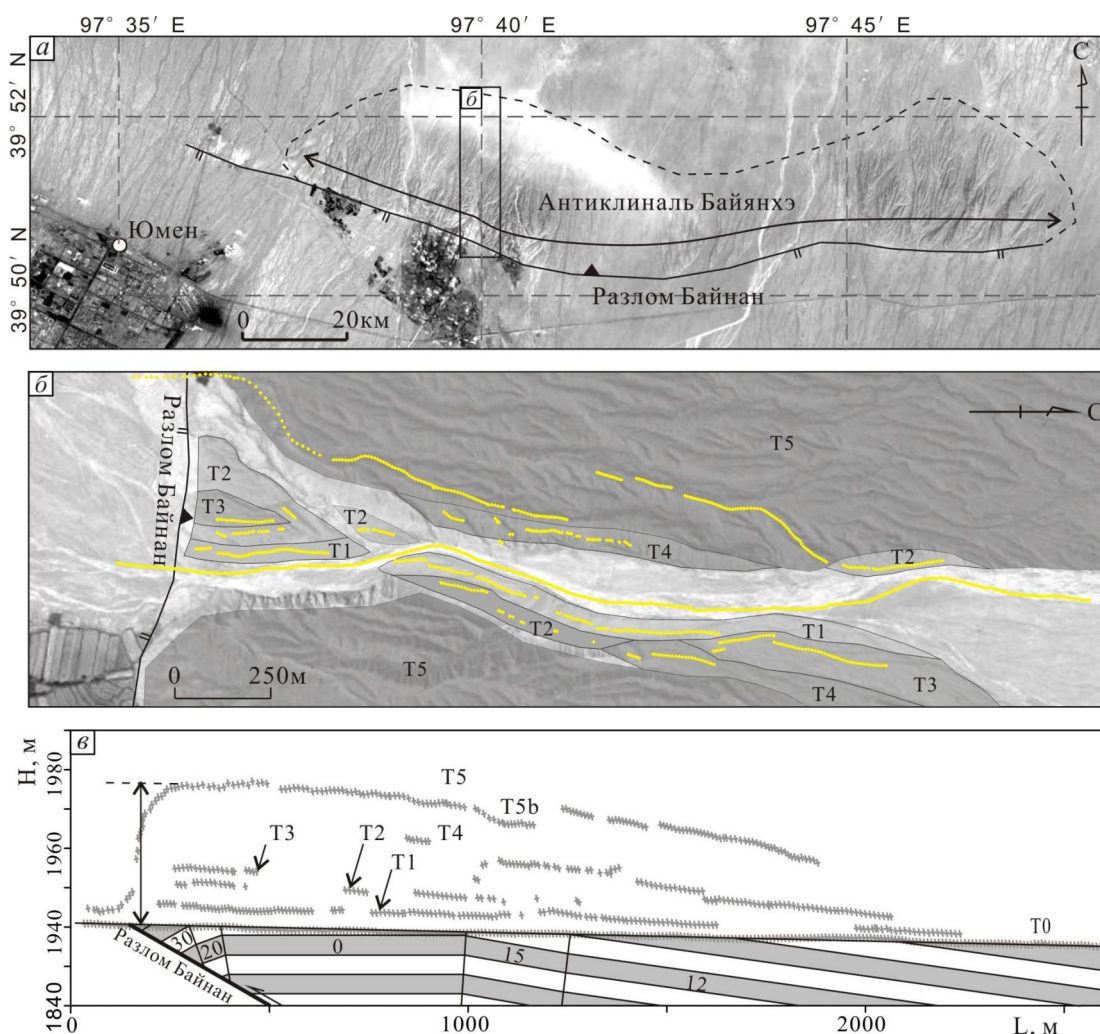 97° 35′ E
97° 40′ E
97° 45′ E
а
39° 52′ N
39° 50′ N
б
С
Антиклиналь Байянхэ
Юмен
Разлом Байнан
0 20км
б
С
Разлом Байнан
T5
T2
T3
T2
T1
T4
T2
T2
T1
T5
T4
T3
0 250м
в
H, м
1980
1960
1940
1840
T5
T5b
T3
T2
T4
T1
T0
30
20
0
15
12
Разлом Байнан
0 1000 2000 L, м